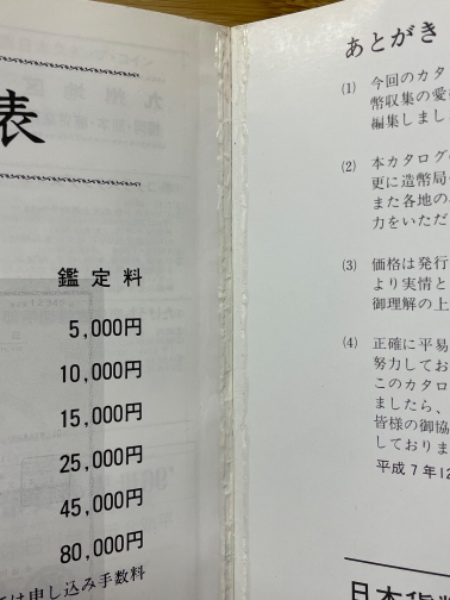 表
鑑定料
5,000円
10,000円
15,000円
25,000円
45,000円
80,000円
は申し込み手数料
あとがき
(1) 今回のカタ
幣収集の愛
編集しまし
(2) 本カタログ
更に造幣局
また各地の
力をいただ
(3) 価格は発行
より実情と
御理解の上
(4) 正確に平易
努力してお
このカタロ
ましたら、
皆様の御協
しておりま
平成7年12
日本貨幣